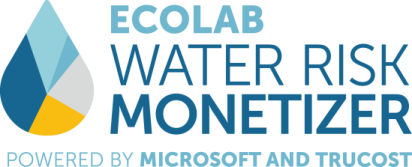 ECOLAB
WATER RISK
MONETIZER
POWERED BY MICROSOFT AND TRUCOST